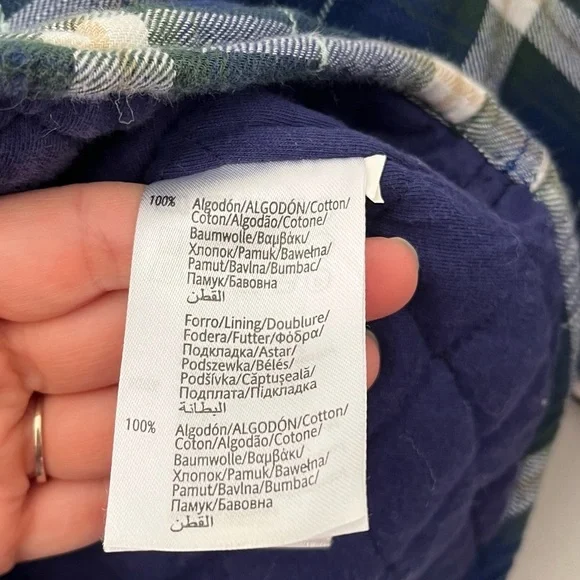 100% Algodón/ALGODÓN/Cotton/
Coton/Algodão/Cotone/
Baumwolle/Βαμβάκι/
Хлопок/Pamuk/Bawełna/
Pamut/Bavlna/Bumbac/
Памук/Бавовна
القطن
Forro/Lining/Doublure/
Fodera/Futter/Φόδρα/
Подкладка/Astar/
Podszewka/Bélés/
Podšívka/Căptușeală/
Подплата/Підкладка
البطانة
100% Algodón/ALGODÓN/Cotton/
Coton/Algodão/Cotone/
Baumwolle/Βαμβάκι/
Хлопок/Pamuk/Bawełna/
Pamut/Bavlna/Bumbac/
Памук/Бавовна
القطن